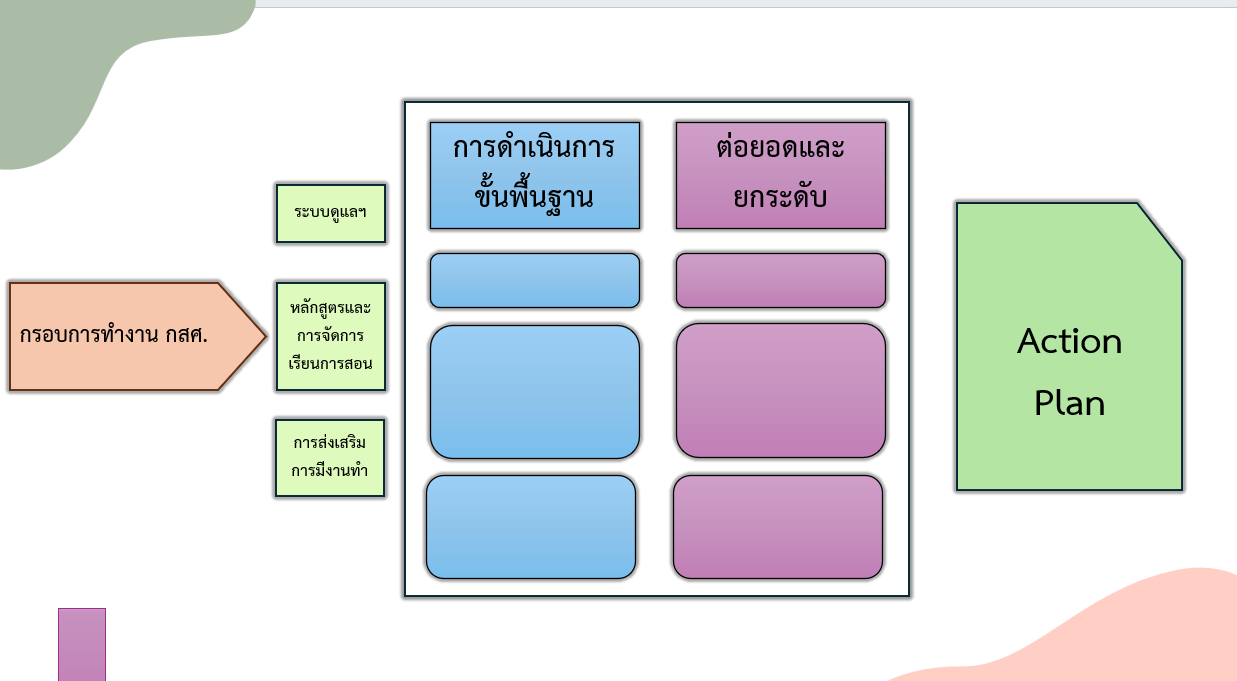 กรอบการทำงาน กสศ.
ระบบดูแลฯ
หลักสูตรและ
การจัดการ
เรียนการสอน
การส่งเสริม
การมีงานทำ
การดำเนินการ
ขั้นพื้นฐาน
ต่อยอดและ
ยกระดับ
Action
Plan